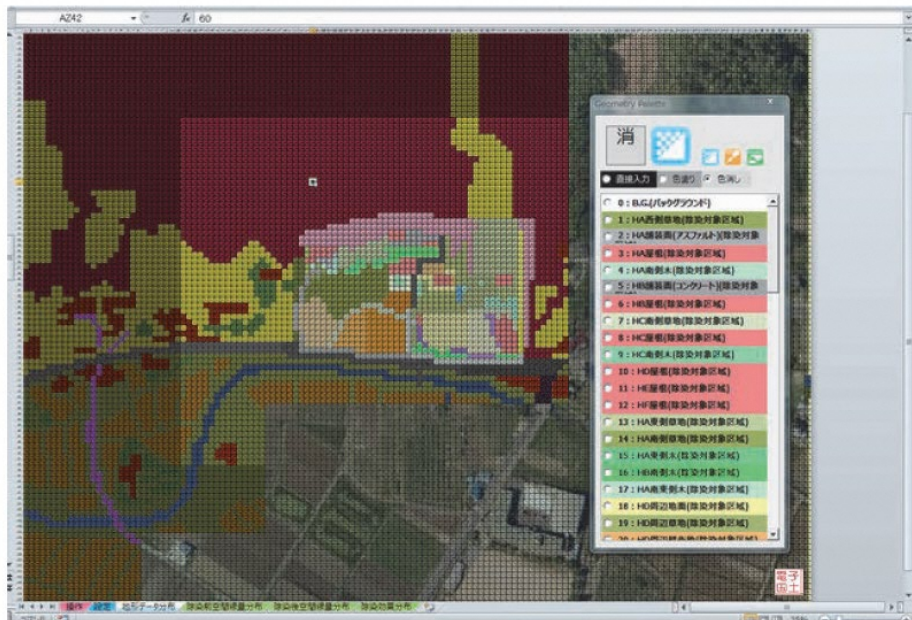 AZ42
fx 60
Geometry Palette
x
消
直接入力 色塗り 色消し
0 : B.G.(バックグラウンド)
1 : HA西側草地(除染対象区域)
2 : HA舗装面(アスファルト)(除染対象
3 : HA屋根(除染対象区域)
4 : HA南側木(除染対象区域)
5 : HB舗装面(コンクリート)(除染対象
6 : HB屋根(除染対象区域)
7 : HC南側草地(除染対象区域)
8 : HC屋根(除染対象区域)
9 : HC南側木(除染対象区域)
10 : HD屋根(除染対象区域)
11 : HE屋根(除染対象区域)
12 : HF屋根(除染対象区域)
13 : HA東側草地(除染対象区域)
14 : HA南側草地(除染対象区域)
15 : HA東側木(除染対象区域)
16 : HB南側木(除染対象区域)
17 : HA南東側木(除染対象区域)
18 : HD周辺地面(除染対象区域)
19 : HD周辺草地(除染対象区域)
操作 設定 地形データ分布 除染前空間線量分布 除染後空間線量分布 除染効果分布